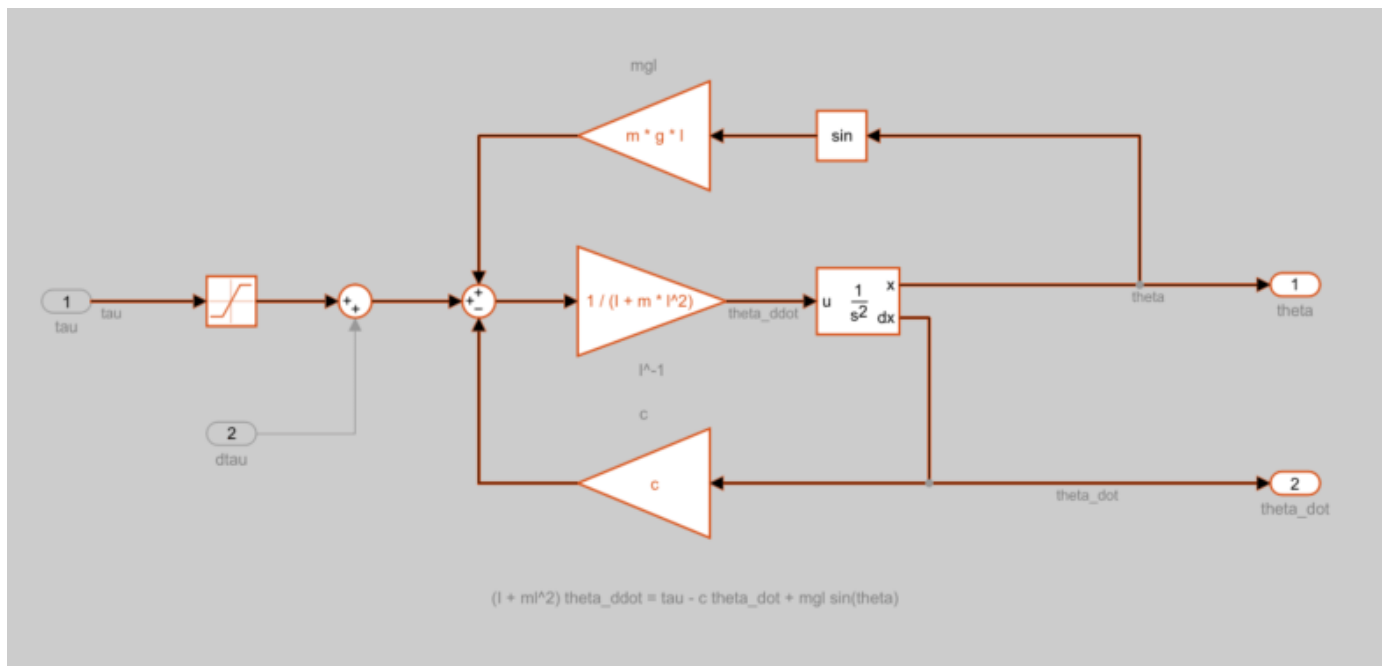 mgl
m * g * l
sin
1
tau
tau
+
+
+
+
−
1 / (I + m * l^2)
theta_ddot
u
1
s2
x
dx
theta
1
theta
I^-1
c
2
dtau
c
theta_dot
2
theta_dot
(I + ml^2) theta_ddot = tau - c theta_dot + mgl sin(theta)